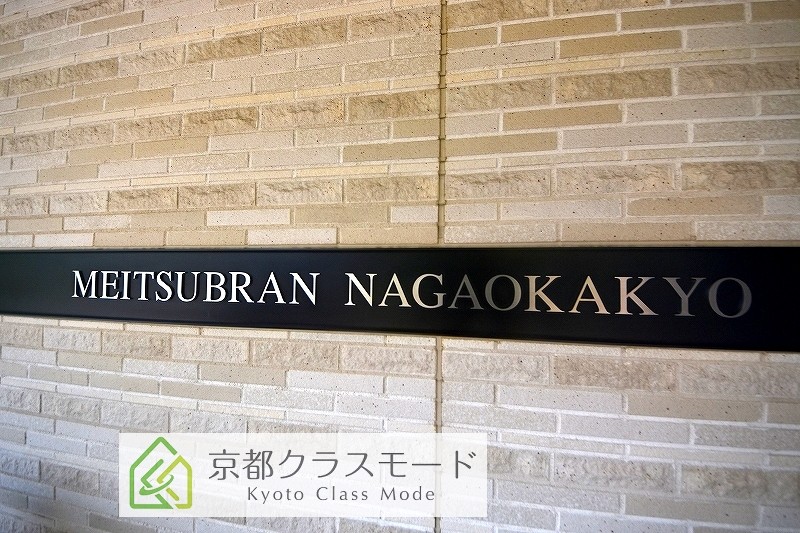 MEITSUBRAN NAGAOKAKYO
京都クラスモード
Kyoto Class Mode